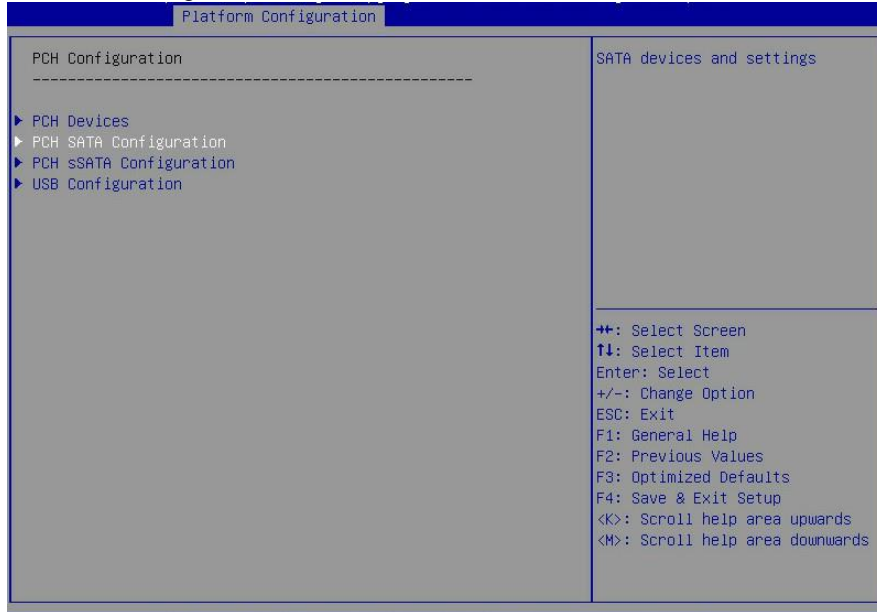 Platform Configuration
PCH Configuration
--------------------------------------------------
PCH Devices
PCH SATA Configuration
PCH sSATA Configuration
USB Configuration
SATA devices and settings
→←: Select Screen
↑↓: Select Item
Enter: Select
+/-: Change Option
ESC: Exit
F1: General Help
F2: Previous Values
F3: Optimized Defaults
F4: Save & Exit Setup
<K>: Scroll help area upwards
<M>: Scroll help area downwards